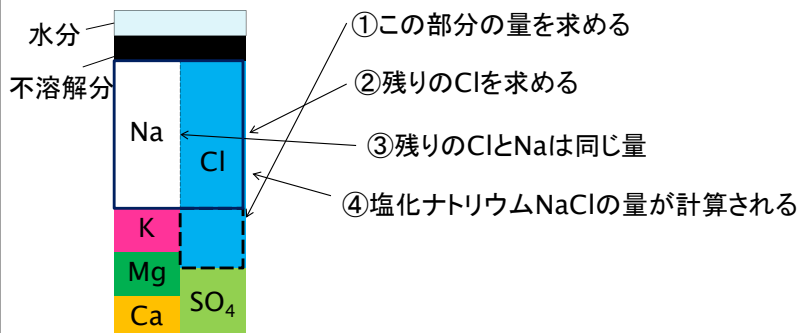 水分
不溶解分
Na
Cl
K
Mg
Ca
SO₄
①この部分の量を求める
②残りのClを求める
③残りのClとNaは同じ量
④塩化ナトリウムNaClの量が計算される